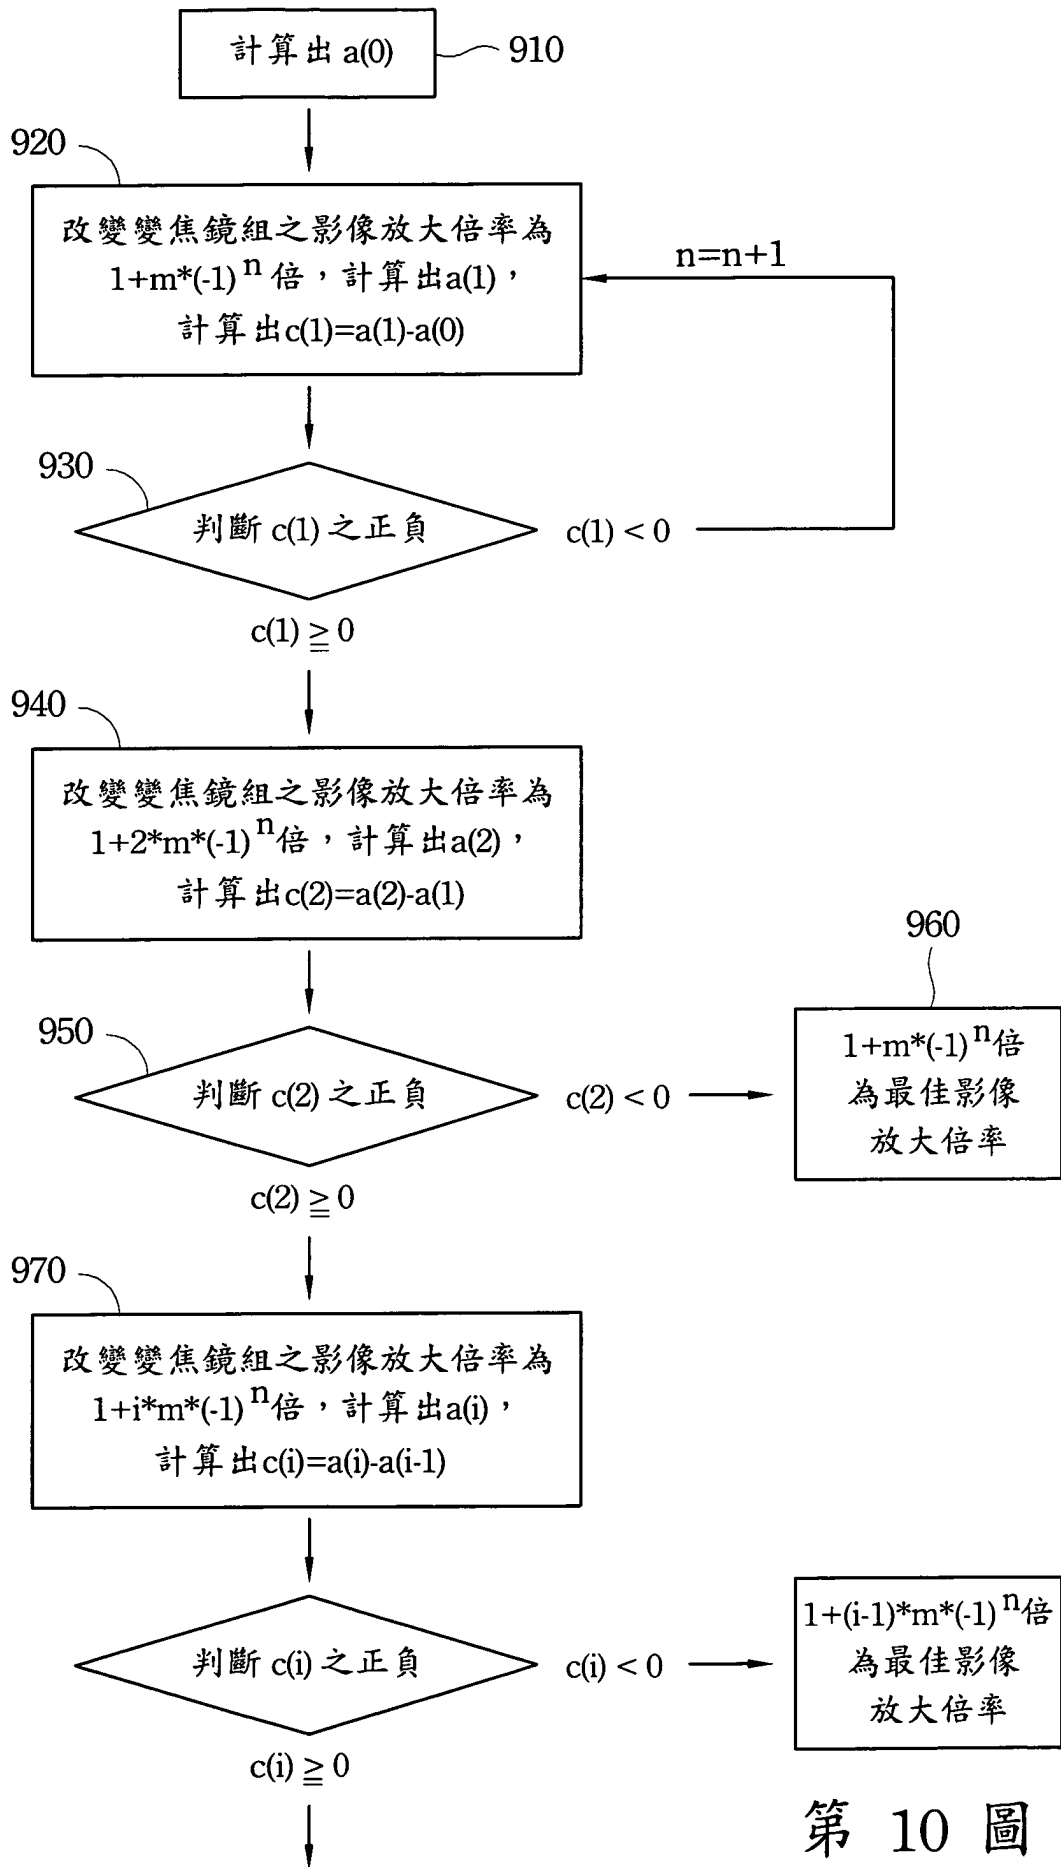 計算出 a(0)
910
920
改變變焦鏡組之影像放大倍率為
1+m*(-1)^n 倍，計算出a(1)，
計算出c(1)=a(1)-a(0)
n=n+1
930
判斷 c(1) 之正負
c(1) < 0
c(1) ≧ 0
940
改變變焦鏡組之影像放大倍率為
1+2*m*(-1)^n倍，計算出a(2)，
計算出c(2)=a(2)-a(1)
950
判斷 c(2) 之正負
c(2) < 0
960
1+m*(-1)^n倍
為最佳影像
放大倍率
c(2) ≧ 0
970
改變變焦鏡組之影像放大倍率為
1+i*m*(-1)^n倍，計算出a(i)，
計算出c(i)=a(i)-a(i-1)
判斷 c(i) 之正負
c(i) < 0
1+(i-1)*m*(-1)^n倍
為最佳影像
放大倍率
c(i) ≧ 0
第 10 圖